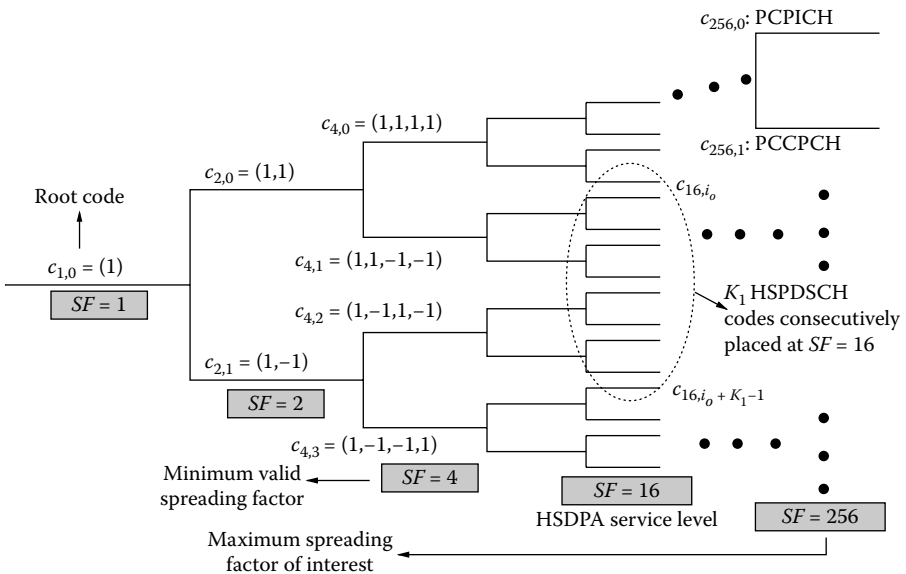 c256,0: PCPICH
c4,0 = (1,1,1,1)
c256,1: PCCPCH
c2,0 = (1,1)
c16,io
Root code
c4,1 = (1,1,-1,-1)
c1,0 = (1)
SF = 1
K1 HSPDSCH
codes consecutively
placed at SF = 16
c4,2 = (1,-1,1,-1)
c2,1 = (1,-1)
SF = 2
c16,io + K1-1
c4,3 = (1,-1,-1,1)
Minimum valid
spreading factor
SF = 4
SF = 16
HSDPA service level
SF = 256
Maximum spreading
factor of interest